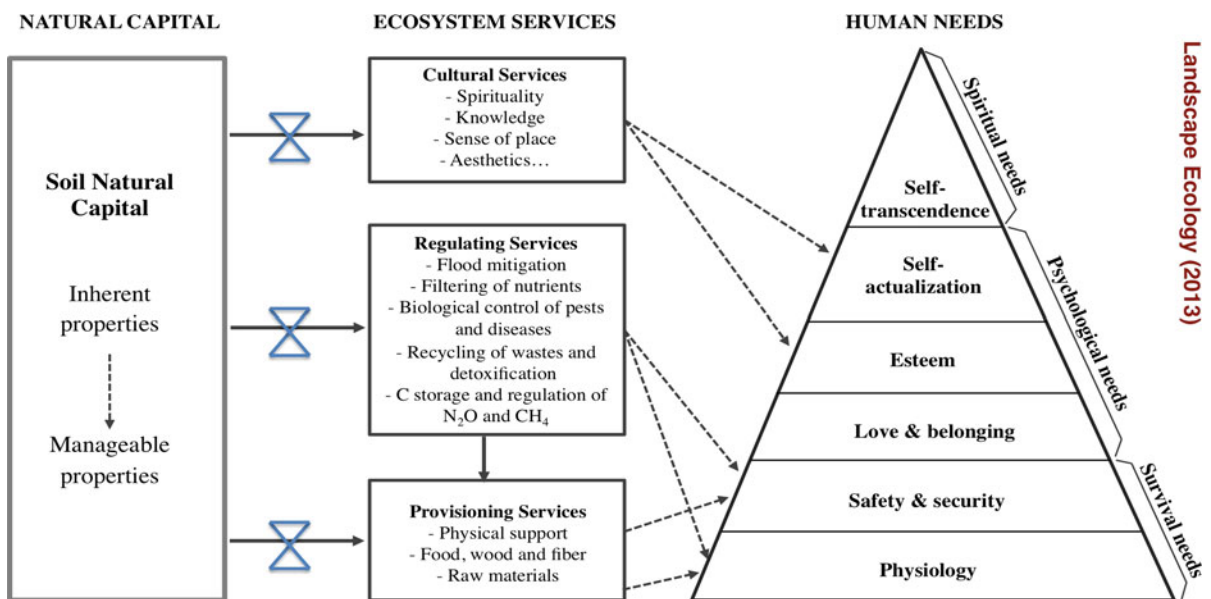 NATURAL CAPITAL
ECOSYSTEM SERVICES
HUMAN NEEDS
Soil Natural
Capital
Inherent
properties
Manageable
properties
Cultural Services
- Spirituality
- Knowledge
- Sense of place
- Aesthetics…
Regulating Services
- Flood mitigation
- Filtering of nutrients
- Biological control of pests
and diseases
- Recycling of wastes and
detoxification
- C storage and regulation of
N₂O and CH₄
Provisioning Services
- Physical support
- Food, wood and fiber
- Raw materials
Self-
transcendence
Self-
actualization
Esteem
Love & belonging
Safety & security
Physiology
Spiritual needs
Psychological needs
Survival needs
Landscape Ecology (2013)